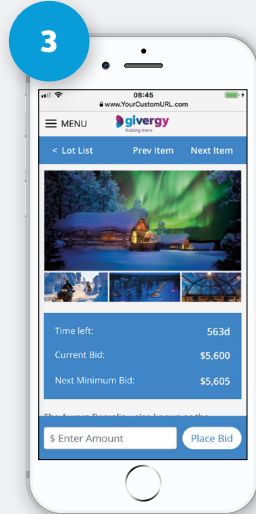 3
08:45
www.YourCustomURL.com
MENU
givergy
Raising more
< Lot List Prev Item Next Item
Time left: 563d
Current Bid: $5,600
Next Minimum Bid: $5,605
The Aurora Borealis – also known as the
$ Enter Amount Place Bid